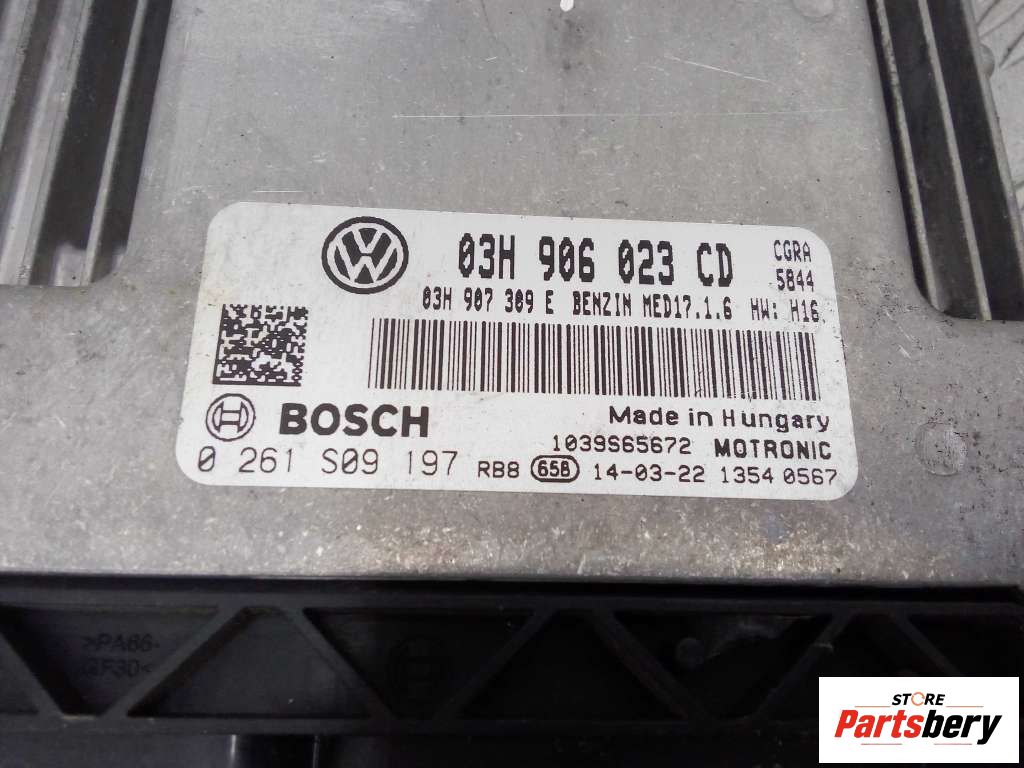 03H 906 023 CD CGRA
5844
03H 907 309 E BENZIN MED17.1.6 HW: H16
BOSCH
Made in Hungary
1039S65672 MOTRONIC
0 261 S09 197 RB8 658 14-03-22 1354 0567
>PA66-
GF30<
STORE
Partsbery